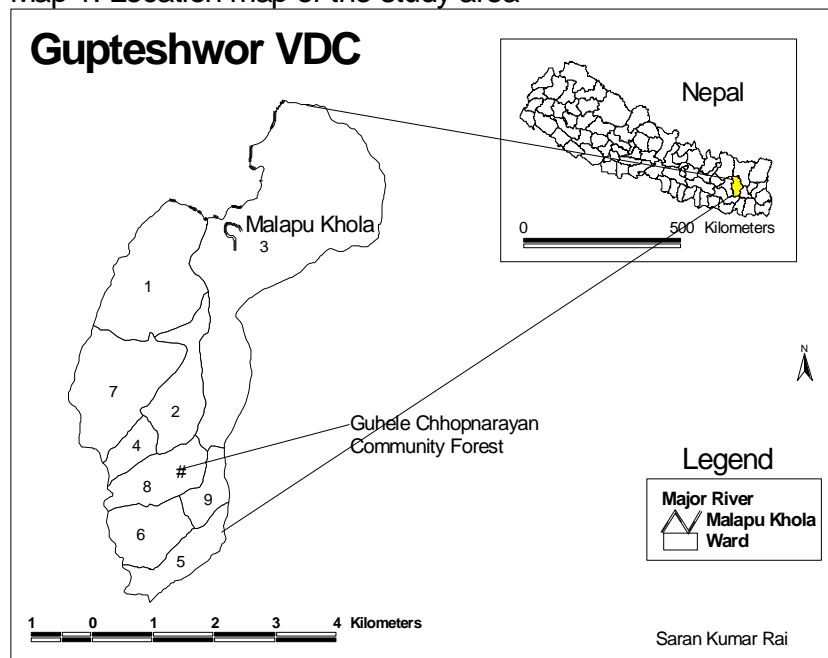 Map 1: Location map of the study area
Gupteshwor VDC
Nepal
0 500 Kilometers
Malapu Khola
3
1
7
2
4
8
#
9
6
5
Guhele Chhopnarayan
Community Forest
N
Legend
Major River
Malapu Khola
Ward
1 0 1 2 3 4 Kilometers
Saran Kumar Rai